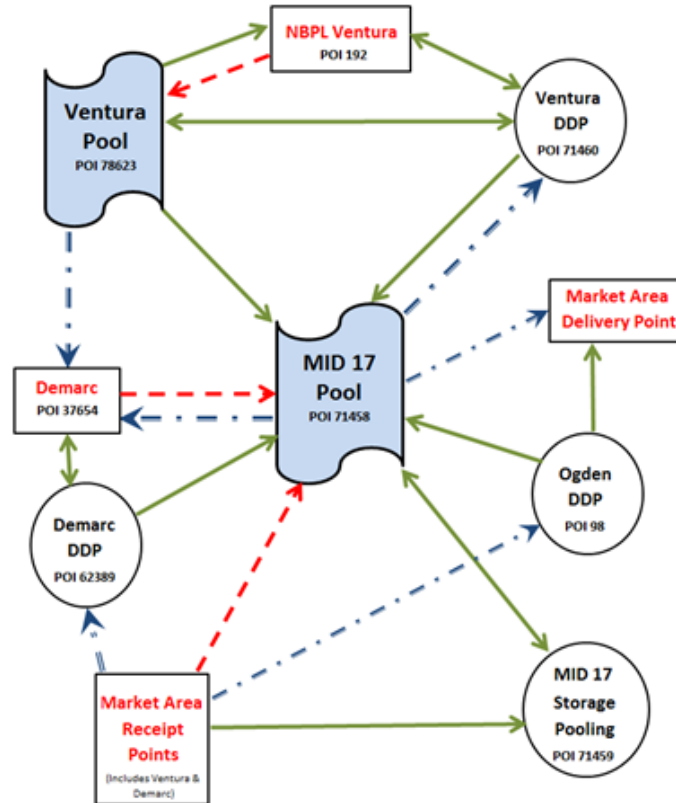 NBPL Ventura
POI 192
Ventura
Pool
POI 78623
Ventura
DDP
POI 71460
Market Area
Delivery Point
MID 17
Pool
POI 71458
Demarc
POI 37654
Ogden
DDP
POI 98
Demarc
DDP
POI 62389
MID 17
Storage
Pooling
POI 71459
Market Area
Receipt
Points
(Includes Ventura &
Demarc)